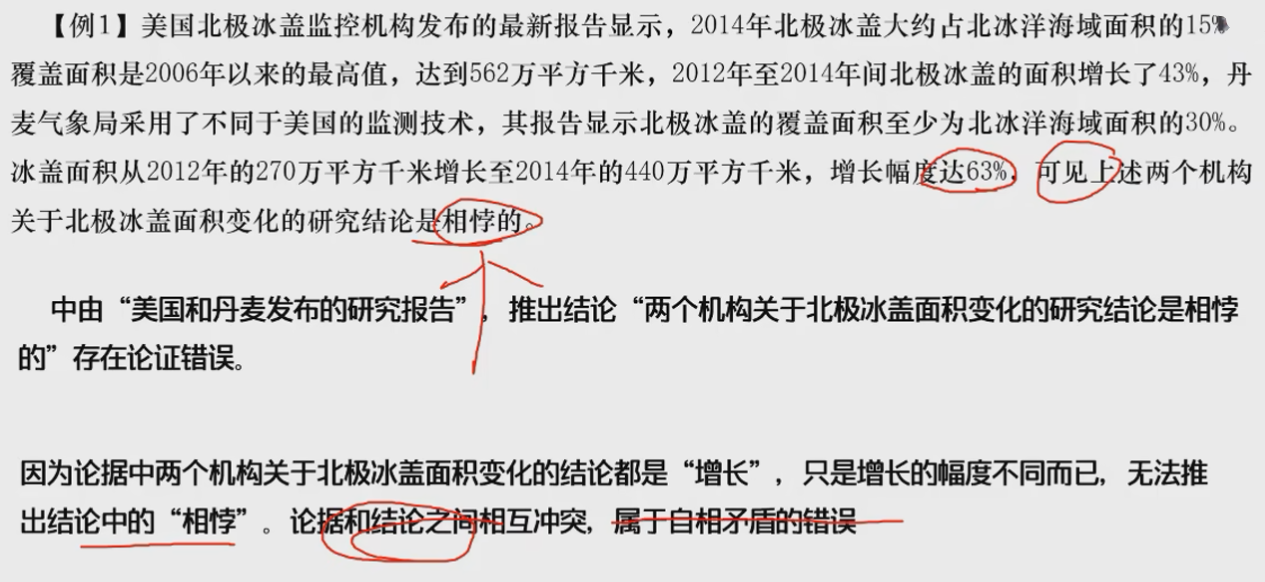 【例1】美国北极冰盖监控机构发布的最新报告显示，2014年北极冰盖大约占北冰洋海域面积的15%
覆盖面积是2006年以来的最高值，达到562万平方千米，2012年至2014年间北极冰盖的面积增长了43%，丹
麦气象局采用了不同于美国的监测技术，其报告显示北极冰盖的覆盖面积至少为北冰洋海域面积的30%。
冰盖面积从2012年的270万平方千米增长至2014年的440万平方千米，增长幅度达63%，可见上述两个机构
关于北极冰盖面积变化的研究结论是相悖的。
中由“美国和丹麦发布的研究报告”，推出结论“两个机构关于北极冰盖面积变化的研究结论是相悖
的”存在论证错误。
因为论据中两个机构关于北极冰盖面积变化的结论都是“增长”，只是增长的幅度不同而已，无法推
出结论中的“相悖”。论据和结论之间相互冲突，属于自相矛盾的错误